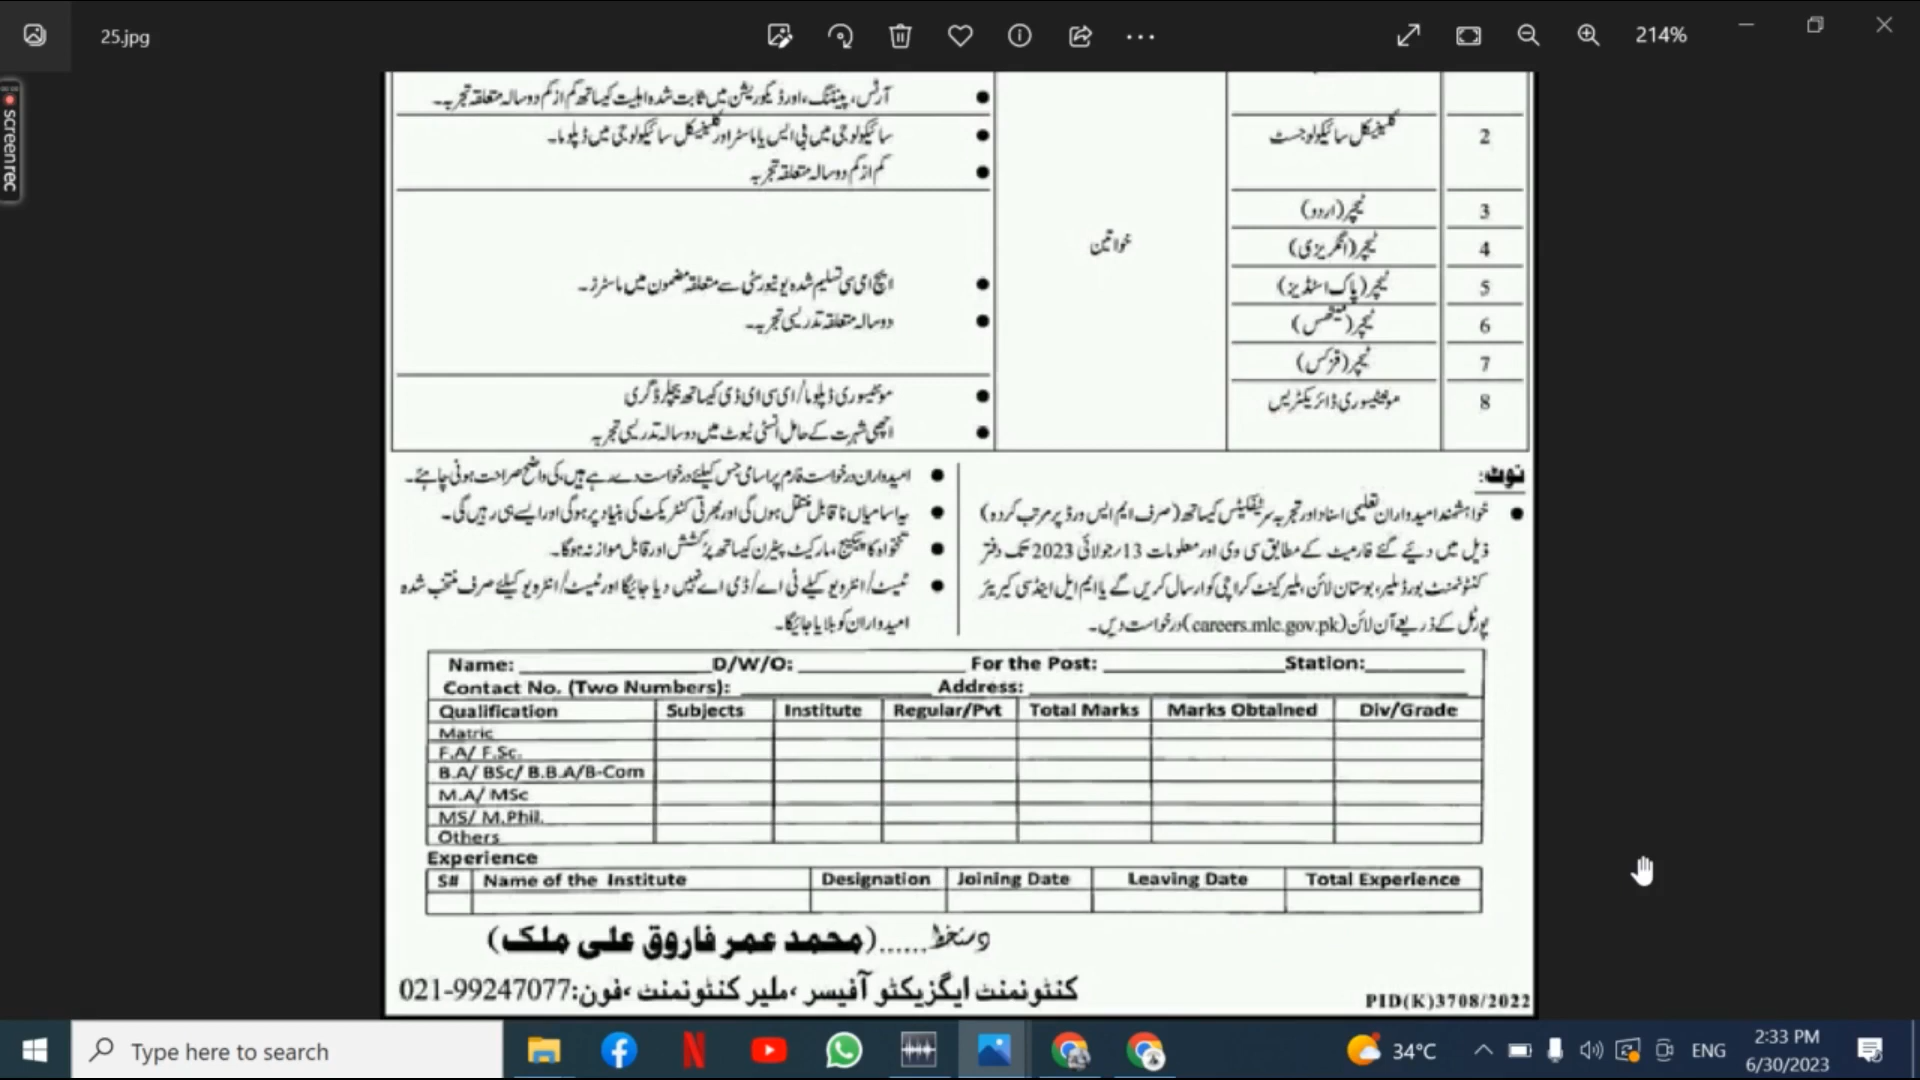 25.jpg
214%
screenrec
آرٹس، پینٹنگ، اور ڈیکوریشن میں ثابت شدہ اہلیت کیساتھ کم از کم دو سالہ متعلقہ تجربہ۔
2
کلینیکل سائیکولوجسٹ
سائیکولوجی میں بی ایس یا ماسٹر اور کلینیکل سائیکولوجی میں ڈپلوما۔
کم از کم دو سالہ متعلقہ تجربہ
3
ٹیچر (اردو)
4
ٹیچر (انگریزی)
خواتین
5
ٹیچر (پاک اسٹڈیز)
ایچ ای سی تسلیم شدہ یونیورسٹی سے متعلقہ مضمون میں ماسٹرز۔
6
ٹیچر (میتھس)
دو سالہ متعلقہ تدریسی تجربہ۔
7
ٹیچر (فزکس)
8
مونٹیسوری ڈائریکٹریس
مونٹیسوری ڈپلوما/ ای سی ای ڈی کیساتھ بیچلر ڈگری
اچھی شہرت کے حامل انسٹی ٹیوٹ میں دو سالہ تدریسی تجربہ
نوٹ:
خواہشمند امیدواران تعلیمی اسناد اور تجربہ سرٹیفکیٹس کیساتھ (صرف ایم ایس ورڈ پر مرتب کردہ)
ذیل میں دیئے گئے فارمیٹ کے مطابق سی وی اور معلومات 13؍جولائی 2023 تک دفتر
کنٹونمنٹ بورڈ ملیر، بوستان لائن، ملیر کینٹ کراچی کو ارسال کریں گے یا ایم ایل اینڈ سی کیریئر
پورٹل کے ذریعے آن لائن (careers.mlc.gov.pk) درخواست دیں۔
امیدواران درخواست فارم پر اسامی جس کیلئے درخواست دے رہے ہیں، کی واضح صراحت ہونی چاہئے۔
یہ اسامیاں ناقابل منتقل ہوں گی اور بھرتی کنٹریکٹ کی بنیاد پر ہوگی اور ایسے ہی رہیں گی۔
تنخواہ کا پیکیج، مارکیٹ پیٹرن کیساتھ پُرکشش اور قابل موازنہ ہوگا۔
ٹیسٹ/ انٹرویو کیلئے ٹی اے/ ڈی اے نہیں دیا جائیگا اور ٹیسٹ/ انٹرویو کیلئے صرف منتخب شدہ
امیدواران کو بلایا جائیگا۔
Name: D/W/O: For the Post: Station:
Contact No. (Two Numbers): Address:
Qualification Subjects Institute Regular/Pvt Total Marks Marks Obtained Div/Grade
Matric
F.A/ F.Sc.
B.A/ BSc/ B.B.A/B-Com
M.A/ MSc
MS/ M.Phil.
Others
Experience
S# Name of the Institute Designation Joining Date Leaving Date Total Experience
دستخط......(محمد عمر فاروق علی ملک)
کنٹونمنٹ ایگزیکٹو آفیسر، ملیر کنٹونمنٹ، فون: 021-99247077
PID(K)3708/2022
Type here to search
34°C
ENG
2:33 PM
6/30/2023